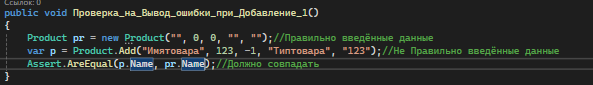 Ссылок: 0
public void Проверка_на_Вывод_ошибки_при_Добавление_1()
{
Product pr = new Product("", 0, 0, "", "");//Правильно введённые данные
var p = Product.Add("Имятовара", 123, -1, "Типтовара", "123");//Не Правильно введённые данные
Assert.AreEqual(p.Name, pr.Name);//Должно совпадать
}